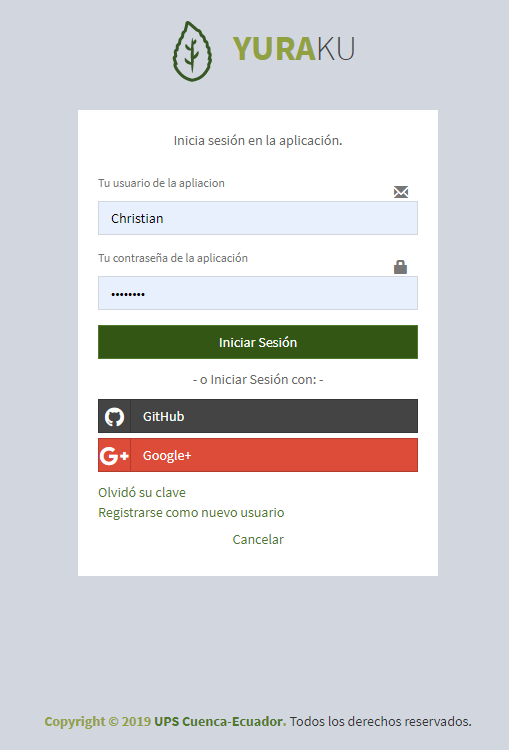 YURAKU
Inicia sesión en la aplicación.
Tu usuario de la apliacion
Christian
Tu contraseña de la aplicación
••••••••
Iniciar Sesión
- o Iniciar Sesión con: -
GitHub
G+ Google+
Olvidó su clave
Registrarse como nuevo usuario
Cancelar
Copyright © 2019 UPS Cuenca-Ecuador. Todos los derechos reservados.